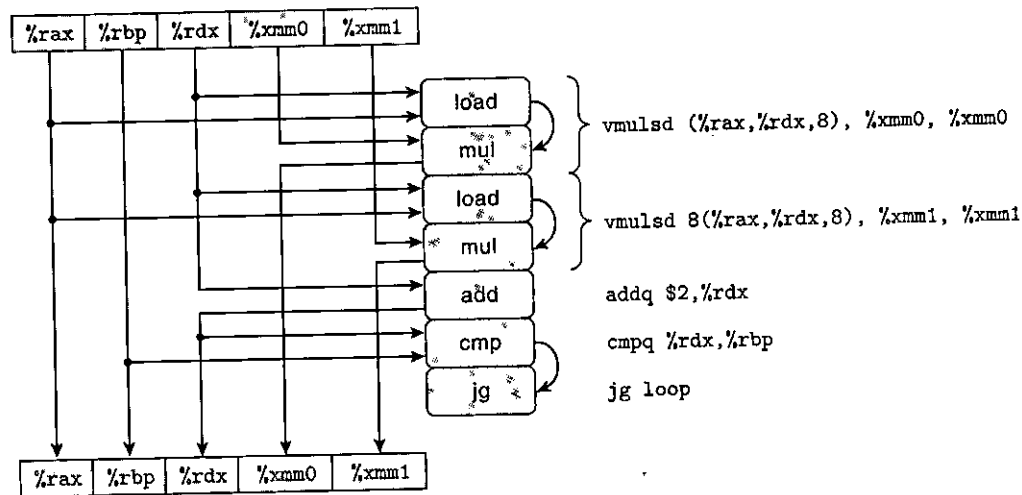 %rax %rbp %rdx %xmm0 %xmm1
load
vmulsd (%rax,%rdx,8), %xmm0, %xmm0
mul
load
vmulsd 8(%rax,%rdx,8), %xmm1, %xmm1
mul
add addq $2,%rdx
cmp cmpq %rdx,%rbp
jg jg loop
%rax %rbp %rdx %xmm0 %xmm1